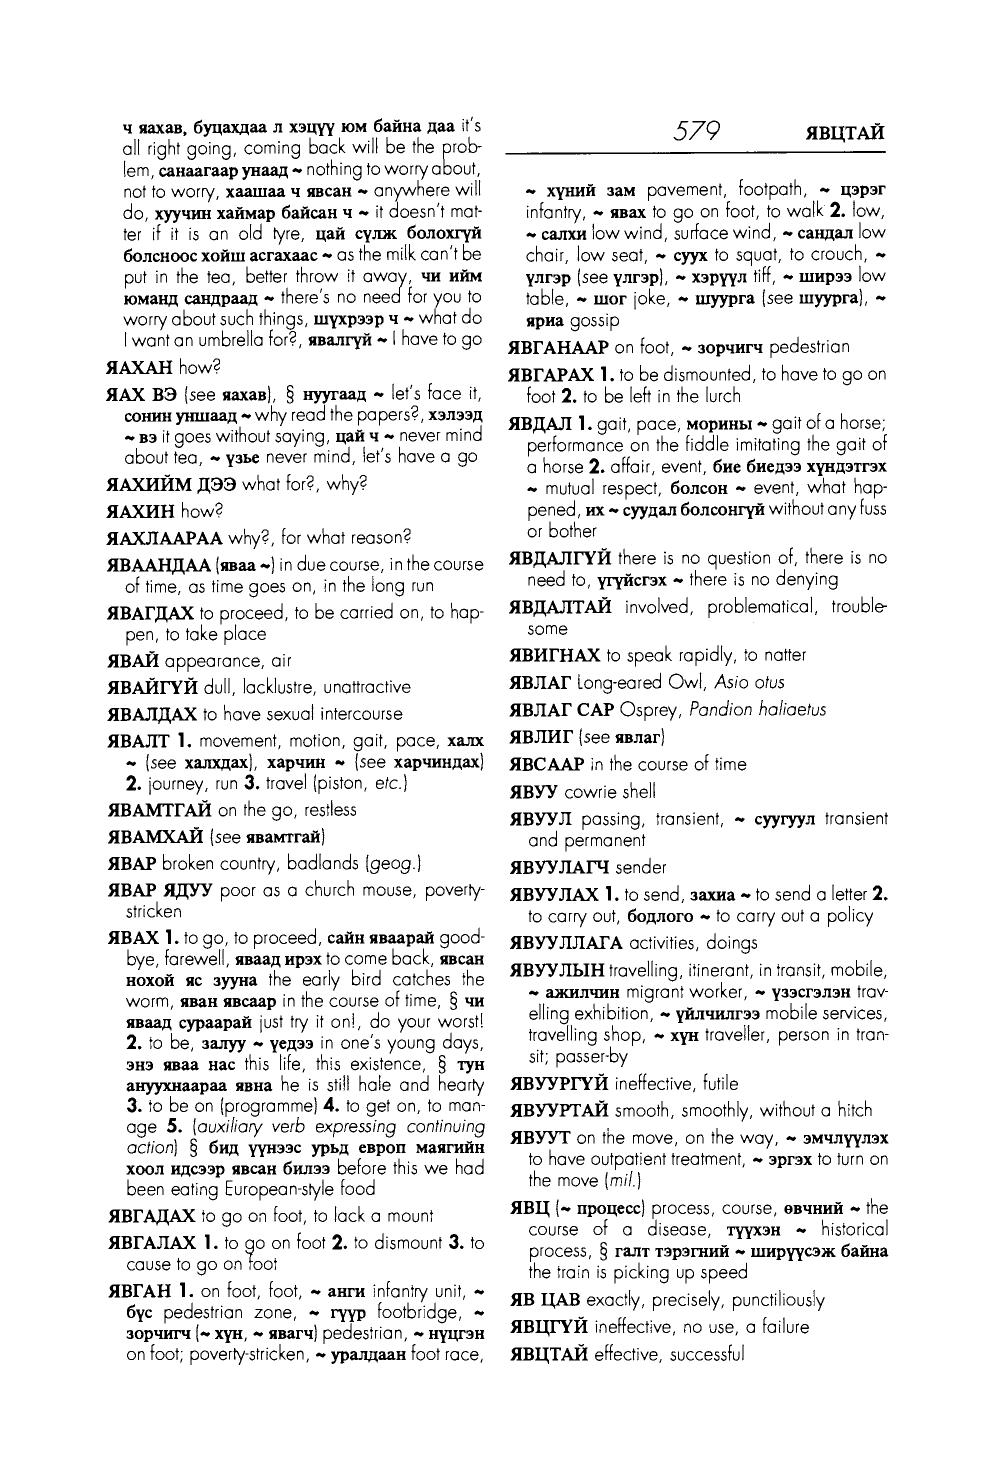 ч яахав, буцахдаа л хэцүү юм байна даа it's
all right going, coming back will be the prob-
lem, санаагаар унаад ~ nothing to worry about,
not to worry, хаашаа ч явсан ~ anywhere will
do, хуучин хаймар байсан ч ~ it doesn't mat-
ter if it is an old tyre, цай сүлж болохгүй
болсноос хойш асгахаас ~ as the milk can't be
put in the tea, better throw it away, чи ийм
юманд сандраад ~ there's no need for you to
worry about such things, шүхрээр ч ~ what do
I want an umbrella for?, явалгүй ~ I have to go
ЯАХАН how?
ЯАХ ВЭ (see яахав), § нуугаад ~ let's face it,
сонин уншаад ~ why read the papers?, хэлээд
~ вэ it goes without saying, цай ч ~ never mind
about tea, ~ үзье never mind, let's have a go
ЯАХИЙМ ДЭЭ what for?, why?
ЯАХИН how?
ЯАХЛААРАА why?, for what reason?
ЯВААНДАА (яваа ~) in due course, in the course
of time, as time goes on, in the long run
ЯВАГДАХ to proceed, to be carried on, to hap-
pen, to take place
ЯВАЙ appearance, air
ЯВАЙГҮЙ dull, lacklustre, unattractive
ЯВАЛДАХ to have sexual intercourse
ЯВАЛТ 1. movement, motion, gait, pace, халх
~ (see халхдах), харчин ~ (see харчиндах)
2. journey, run 3. travel (piston, etc.)
ЯВАМТГАЙ on the go, restless
ЯВАМХАЙ (see явамтгай)
ЯВАР broken country, badlands (geog.)
ЯВАР ЯДУУ poor as a church mouse, poverty-
stricken
ЯВАХ 1. to go, to proceed, сайн яваарай good-
bye, farewell, яваад ирэх to come back, явсан
нохой яс зууна the early bird catches the
worm, яван явсаар in the course of time, § чи
яваад сураарай just try it on!, do your worst!
2. to be, залуу ~ үедээ in one's young days,
энэ яваа нас this life, this existence, § тун
ануухнаараа явна he is still hale and hearty
3. to be on (programme) 4. to get on, to man-
age 5. (auxiliary verb expressing continuing
action) § бид үүнээс урьд европ маягийн
хоол идсээр явсан билээ before this we had
been eating European-style food
ЯВГАДАХ to go on foot, to lack a mount
ЯВГАЛАХ 1. to go on foot 2. to dismount 3. to
cause to go on foot
ЯВГАН 1. on foot, foot, ~ анги infantry unit, ~
бүс pedestrian zone, ~ гүүр footbridge, ~
зорчигч (~ хүн, ~ явагч) pedestrian, ~ нүцгэн
on foot; poverty-stricken, ~ уралдаан foot race,
579 ЯВЦТАЙ
~ хүний зам pavement, footpath, ~ цэрэг
infantry, ~ явах to go on foot, to walk 2. low,
~ салхи low wind, surface wind, ~ сандал low
chair, low seat, ~ суух to squat, to crouch, ~
үлгэр (see үлгэр), ~ хэрүүл tiff, ~ ширээ low
table, ~ шог joke, ~ шуурга (see шуурга), ~
яриа gossip
ЯВГАНААР on foot, ~ зорчигч pedestrian
ЯВГАРАХ 1. to be dismounted, to have to go on
foot 2. to be left in the lurch
ЯВДАЛ 1. gait, pace, морины ~ gait of a horse;
performance on the fiddle imitating the gait of
a horse 2. affair, event, бие биедээ хүндэтгэх
~ mutual respect, болсон ~ event, what hap-
pened, их ~ суудал болсонгүй without any fuss
or bother
ЯВДАЛГҮЙ there is no question of, there is no
need to, үгүйсгэх ~ there is no denying
ЯВДАЛТАЙ involved, problematical, trouble-
some
ЯВИГНАХ to speak rapidly, to natter
ЯВЛАГ Long-eared Owl, Asio otus
ЯВЛАГ САР Osprey, Pandion haliaetus
ЯВЛИГ (see явлаг)
ЯВСААР in the course of time
ЯВУУ cowrie shell
ЯВУУЛ passing, transient, ~ суугуул transient
and permanent
ЯВУУЛАГЧ sender
ЯВУУЛАХ 1. to send, захиа ~ to send a letter 2.
to carry out, бодлого ~ to carry out a policy
ЯВУУЛЛАГА activities, doings
ЯВУУЛЫН travelling, itinerant, in transit, mobile,
~ ажилчин migrant worker, ~ үзэсгэлэн trav-
elling exhibition, ~ үйлчилгээ mobile services,
travelling shop, ~ хүн traveller, person in tran-
sit; passer-by
ЯВУУРГҮЙ ineffective, futile
ЯВУУРТАЙ smooth, smoothly, without a hitch
ЯВУУТ on the move, on the way, ~ эмчлүүлэх
to have outpatient treatment, ~ эргэх to turn on
the move (mil.)
ЯВЦ (~ процесс) process, course, өвчний ~ the
course of a disease, түүхэн ~ historical
process, § галт тэрэгний ~ ширүүсэж байна
the train is picking up speed
ЯВ ЦАВ exactly, precisely, punctiliously
ЯВЦГҮЙ ineffective, no use, a failure
ЯВЦТАЙ effective, successful